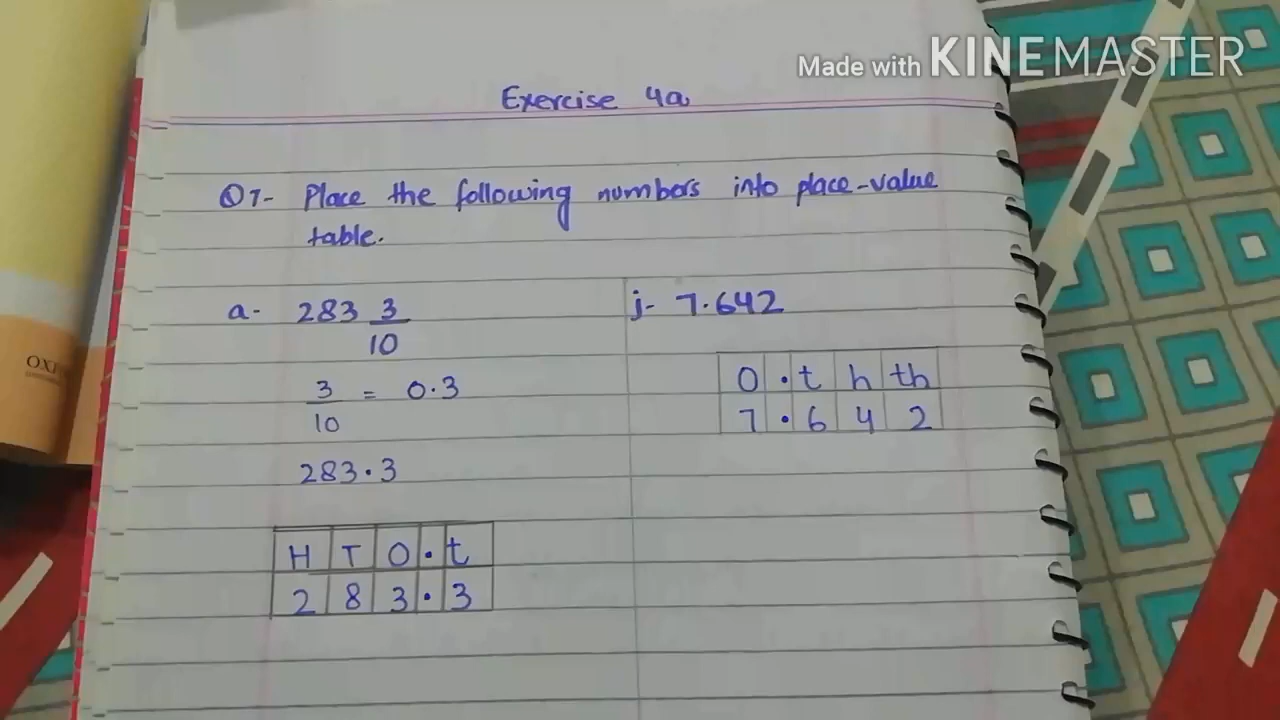 Made with KINEMASTER
Exercise 4a
Q1- Place the following numbers into place-value
table.
a- 283 3/10
3/10 = 0.3
283.3
H T O . t
2 8 3 . 3
j- 7.642
O . t h th
7 . 6 4 2